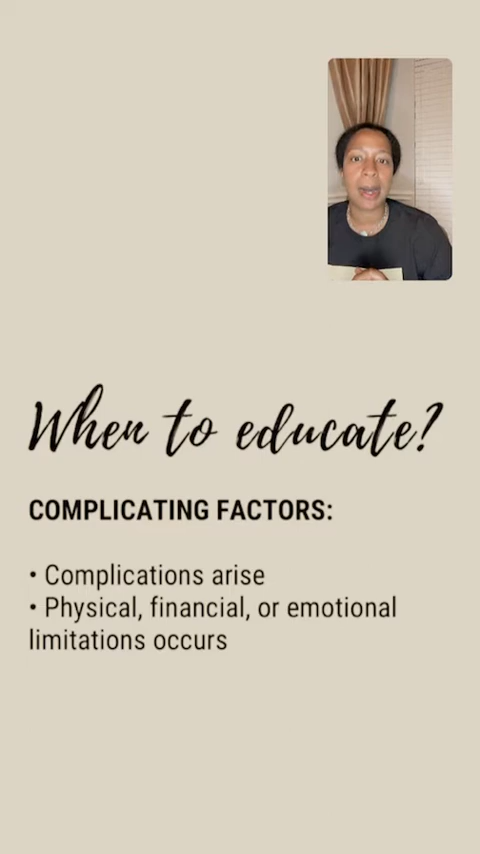 When to educate?
COMPLICATING FACTORS:
• Complications arise
• Physical, financial, or emotional
limitations occurs